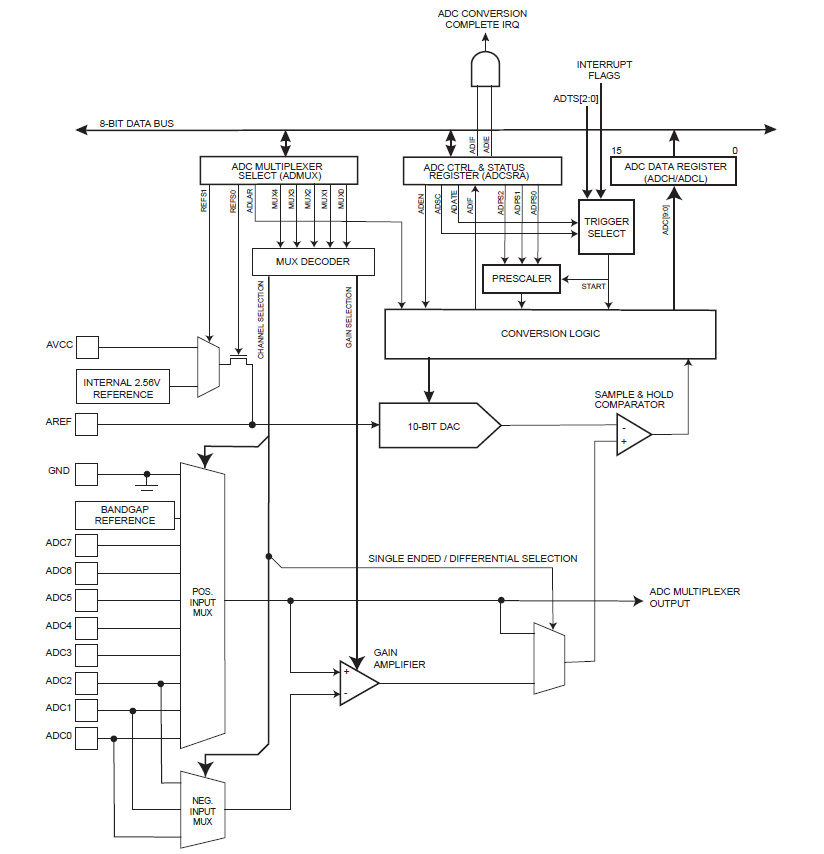 ADC CONVERSION
COMPLETE IRQ
INTERRUPT
FLAGS
ADTS[2:0]
8-BIT DATA BUS
ADIF
ADIE
15
0
ADC MULTIPLEXER
SELECT (ADMUX)
ADC CTRL. & STATUS
REGISTER (ADCSRA)
ADC DATA REGISTER
(ADCH/ADCL)
REFS1
REFS0
ADLAR
MUX4
MUX3
MUX2
MUX1
MUX0
ADEN
ADSC
ADATE
ADIF
ADPS2
ADPS1
ADPS0
ADC[9:0]
TRIGGER
SELECT
MUX DECODER
PRESCALER
START
CHANNEL SELECTION
GAIN SELECTION
CONVERSION LOGIC
AVCC
INTERNAL 2.56V
REFERENCE
AREF
SAMPLE & HOLD
COMPARATOR
10-BIT DAC
-
+
GND
BANDGAP
REFERENCE
ADC7
ADC6
ADC5
ADC4
ADC3
ADC2
ADC1
ADC0
POS.
INPUT
MUX
SINGLE ENDED / DIFFERENTIAL SELECTION
ADC MULTIPLEXER
OUTPUT
GAIN
AMPLIFIER
+
-
NEG.
INPUT
MUX